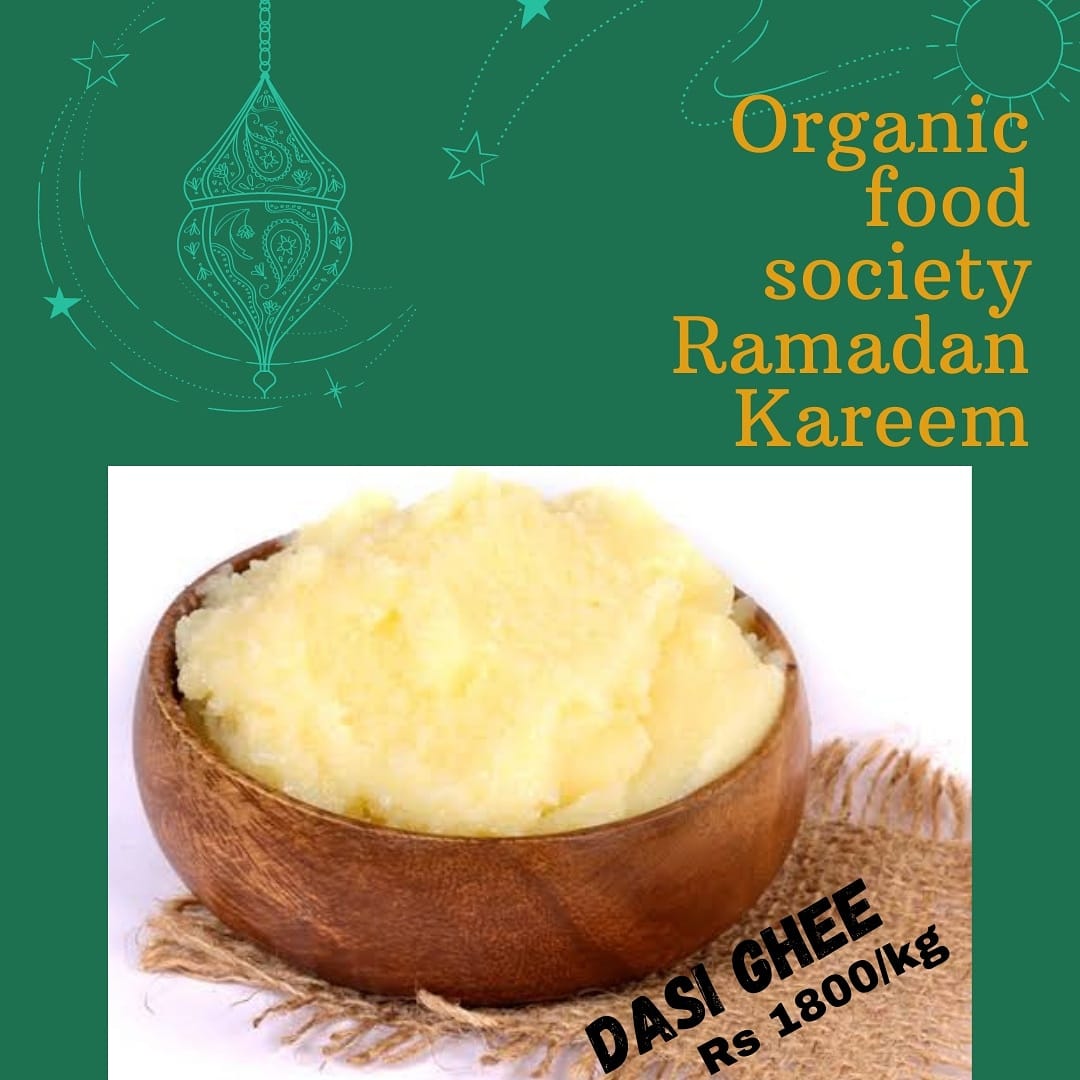 Organic
food
society
Ramadan
Kareem
DASI GHEE
Rs 1800/kg